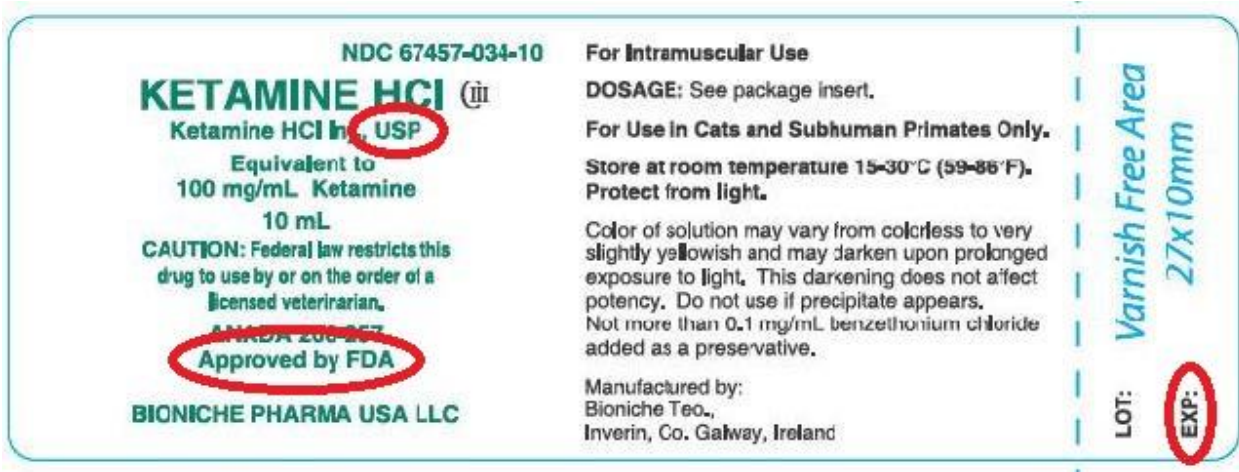 NDC 67457-034-10
KETAMINE HCl CIII
Ketamine HCl Inj., USP
Equivalent to
100 mg/mL Ketamine
10 mL
CAUTION: Federal law restricts this
drug to use by or on the order of a
licensed veterinarian.
ANADA
Approved by FDA
BIONICHE PHARMA USA LLC
For Intramuscular Use
DOSAGE: See package insert.
For Use in Cats and Subhuman Primates Only.
Store at room temperature 15-30°C (59-86°F).
Protect from light.
Color of solution may vary from colorless to very
slightly yellowish and may darken upon prolonged
exposure to light. This darkening does not affect
potency. Do not use if precipitate appears.
Not more than 0.1 mg/mL benzethonium chloride
added as a preservative.
Manufactured by:
Bioniche Teo.,
Inverin, Co. Galway, Ireland
Varnish Free Area
27x10mm
LOT:
EXP: